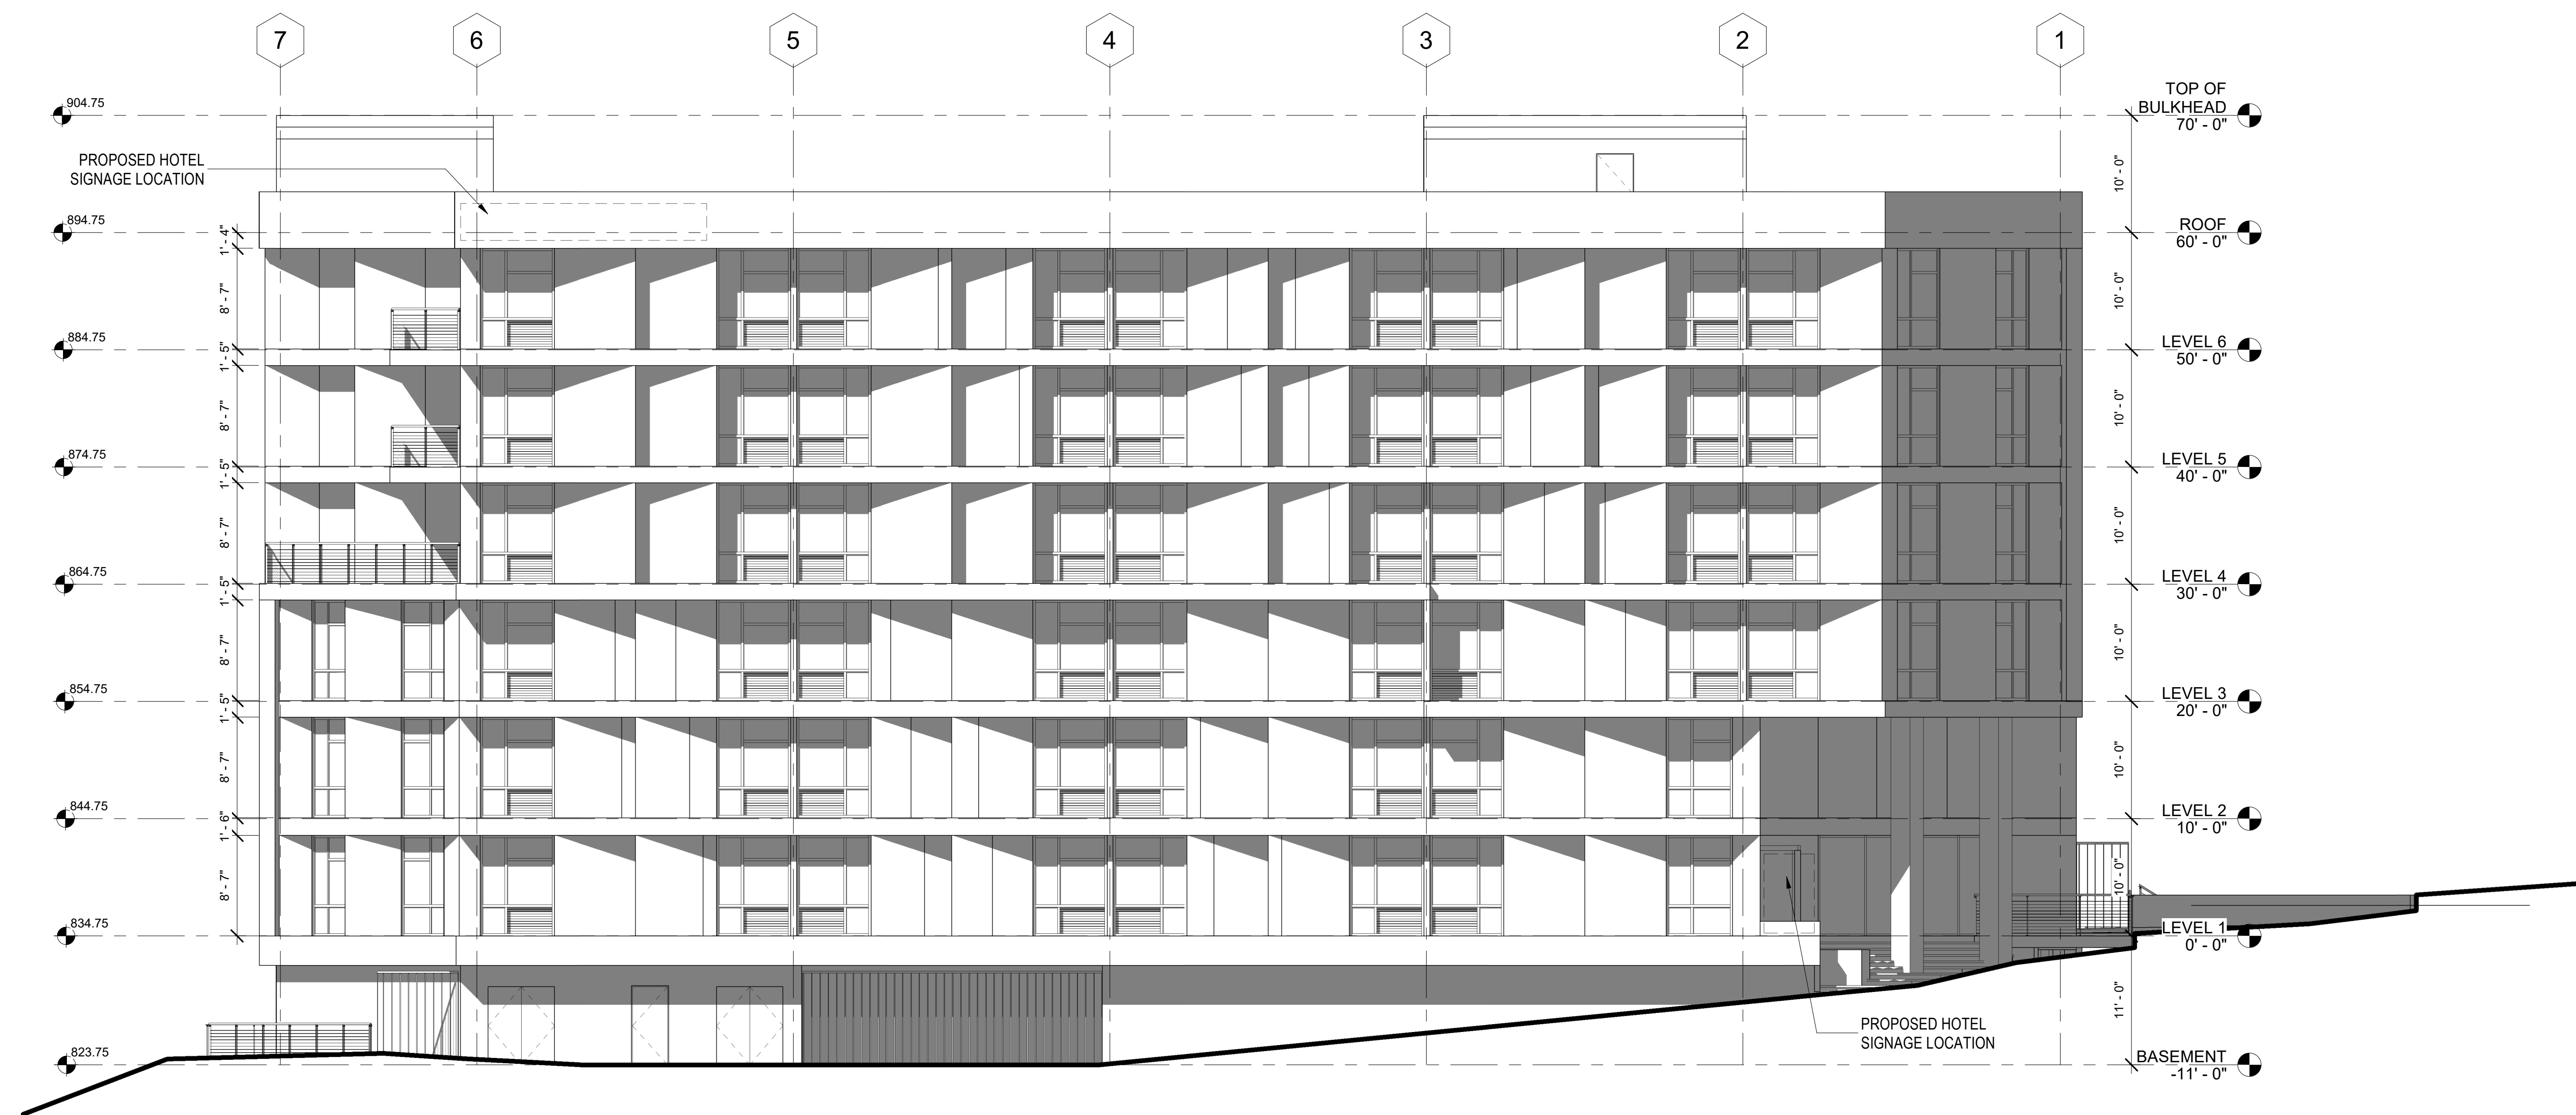 7 6 5 4 3 2 1
904.75
TOP OF
BULKHEAD
70' - 0"
PROPOSED HOTEL
SIGNAGE LOCATION
10' - 0"
894.75
1' - 4"
ROOF
60' - 0"
8' - 7"
10' - 0"
884.75
1' - 5"
LEVEL 6
50' - 0"
8' - 7"
10' - 0"
874.75
1' - 5"
LEVEL 5
40' - 0"
8' - 7"
10' - 0"
864.75
1' - 5"
LEVEL 4
30' - 0"
8' - 7"
10' - 0"
854.75
1' - 5"
LEVEL 3
20' - 0"
8' - 7"
10' - 0"
844.75
1' - 6"
LEVEL 2
10' - 0"
8' - 7"
10' - 0"
834.75
LEVEL 1
0' - 0"
11' - 0"
PROPOSED HOTEL
SIGNAGE LOCATION
823.75
BASEMENT
-11' - 0"